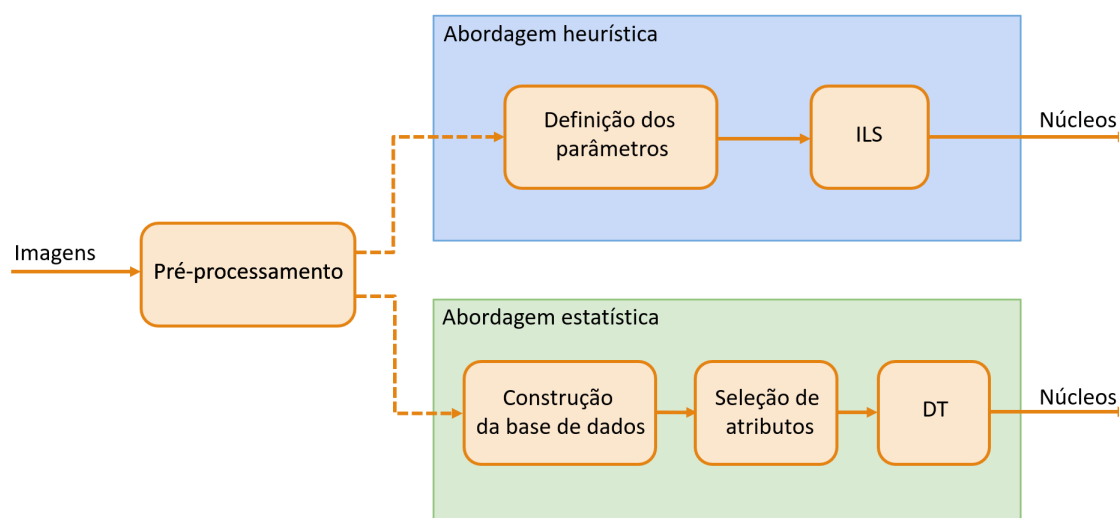 Abordagem heurística
Definição dos
parâmetros
ILS
Núcleos
Imagens
Pré-processamento
Abordagem estatística
Construção
da base de dados
Seleção de
atributos
DT
Núcleos